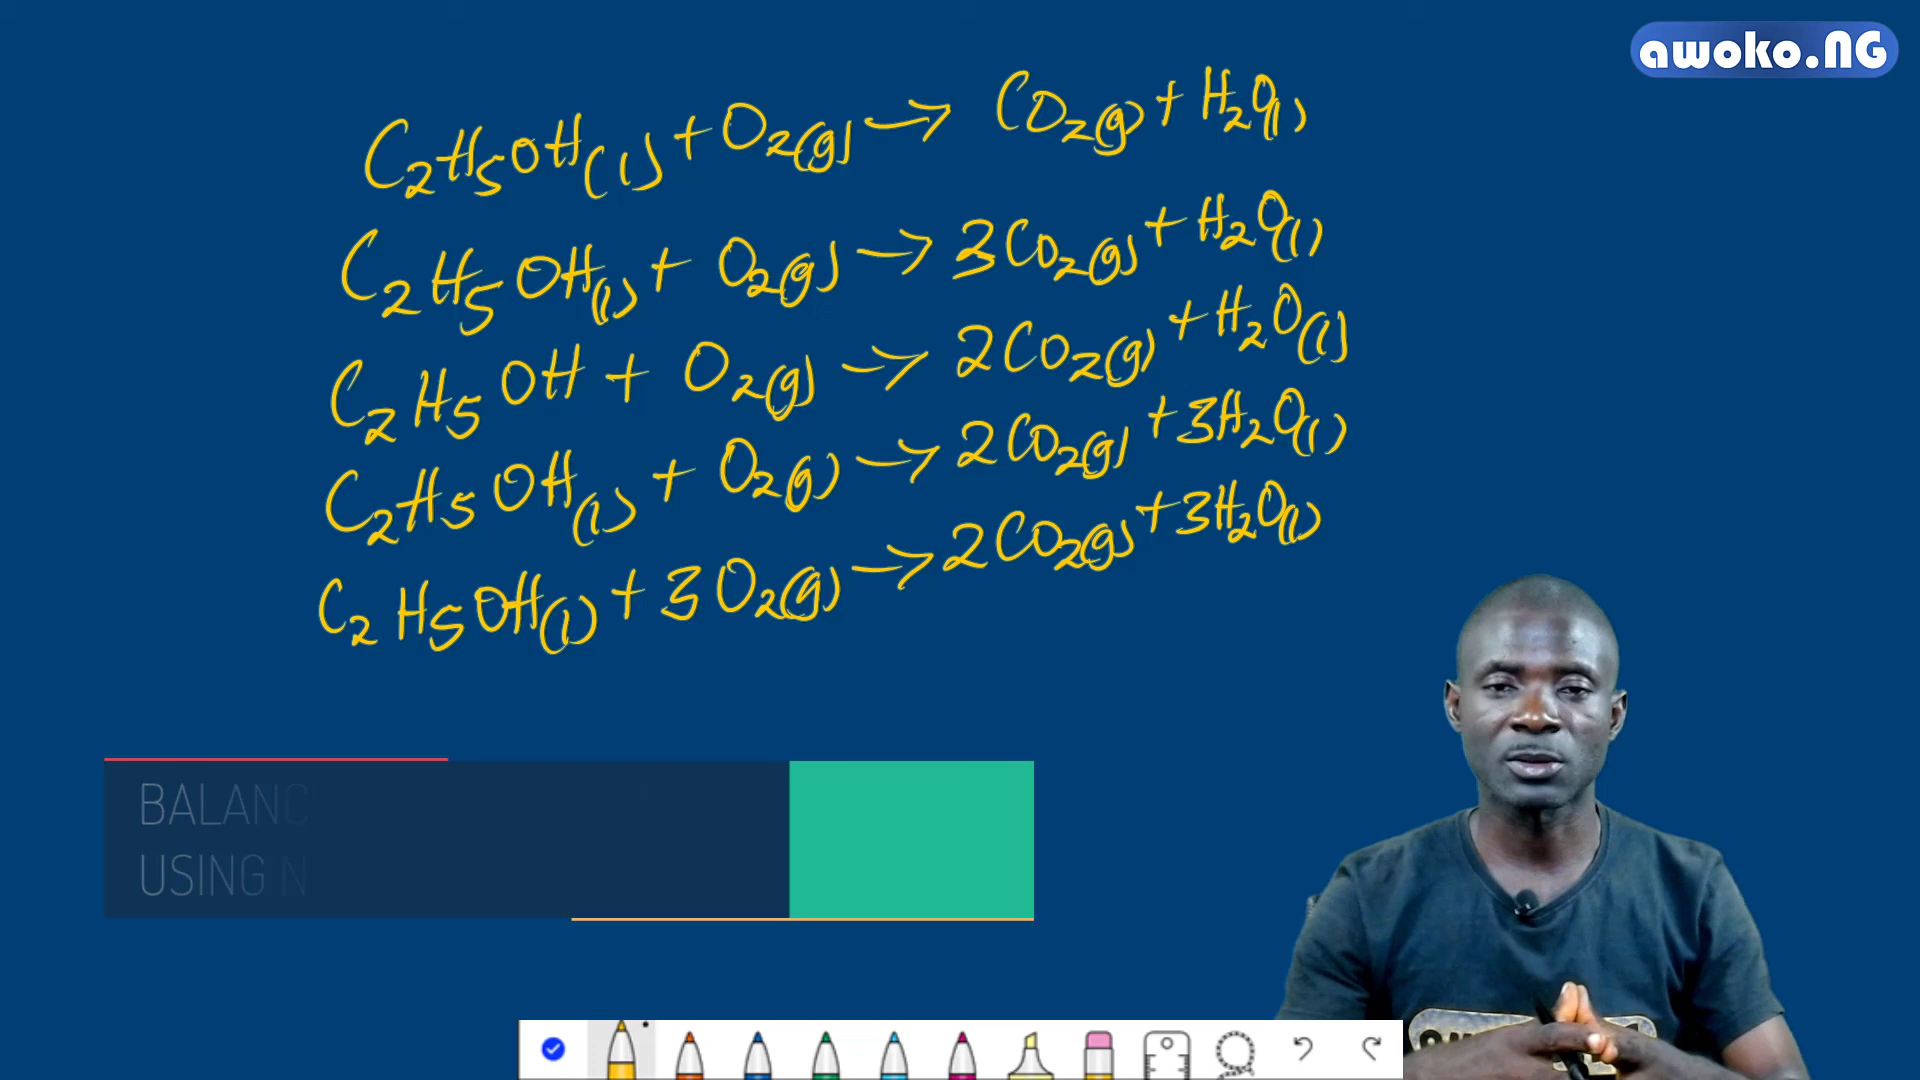 awoko.NG
C₂H₅OH(l) + O₂(g) → CO₂(g) + H₂O(l)
C₂H₅OH(l) + O₂(g) → 3CO₂(g) + H₂O(l)
C₂H₅OH + O₂(g) → 2CO₂(g) + H₂O(l)
C₂H₅OH(l) + O₂(g) → 2CO₂(g) + 3H₂O(l)
C₂H₅OH(l) + 3O₂(g) → 2CO₂(g) + 3H₂O(l)
BALANC
USING N